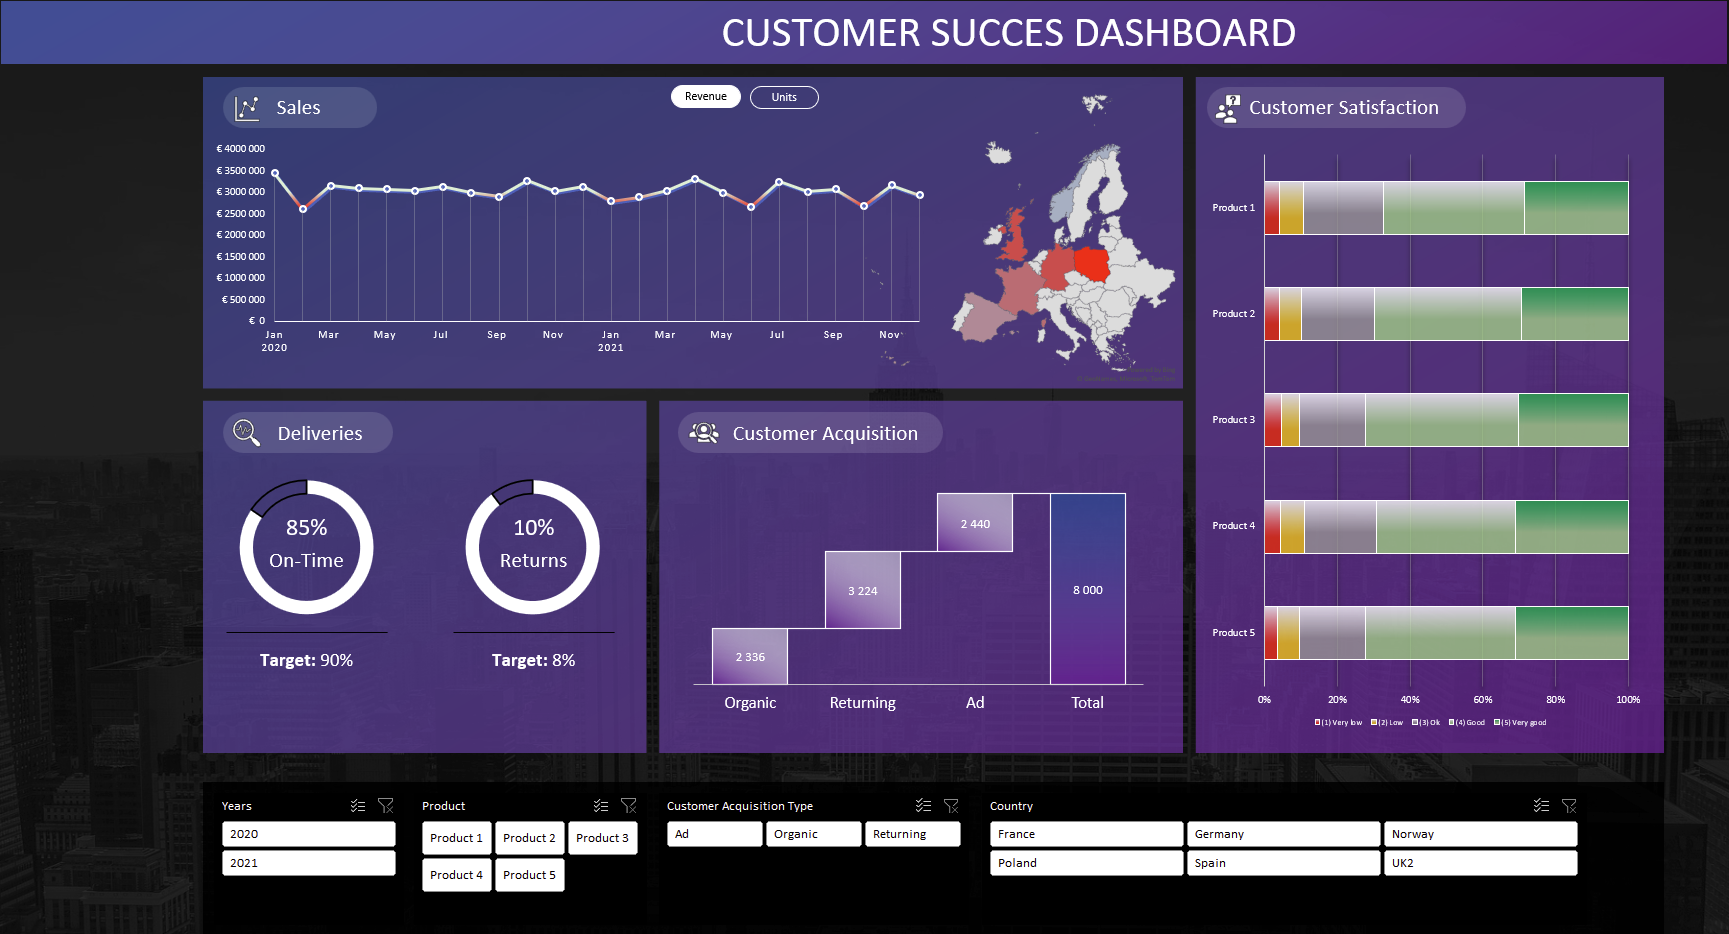 CUSTOMER SUCCES DASHBOARD
Sales
Revenue
Units
€ 4000 000
€ 3500 000
€ 3000 000
€ 2500 000
€ 2000 000
€ 1500 000
€ 1000 000
€ 500 000
€ 0
Jan Mar May Jul Sep Nov Jan Mar May Jul Sep Nov
2020 2021
Customer Satisfaction
Product 1
Product 2
Product 3
Product 4
Product 5
0% 20% 40% 60% 80% 100%
(1) Very low (2) Low (3) Ok (4) Good (5) Very good
Deliveries
85%
On-Time
Target: 90%
10%
Returns
Target: 8%
Customer Acquisition
2 440
3 224
8 000
2 336
Organic Returning Ad Total
Years
2020
2021
Product
Product 1 Product 2 Product 3
Product 4 Product 5
Customer Acquisition Type
Ad Organic Returning
Country
France Germany Norway
Poland Spain UK2